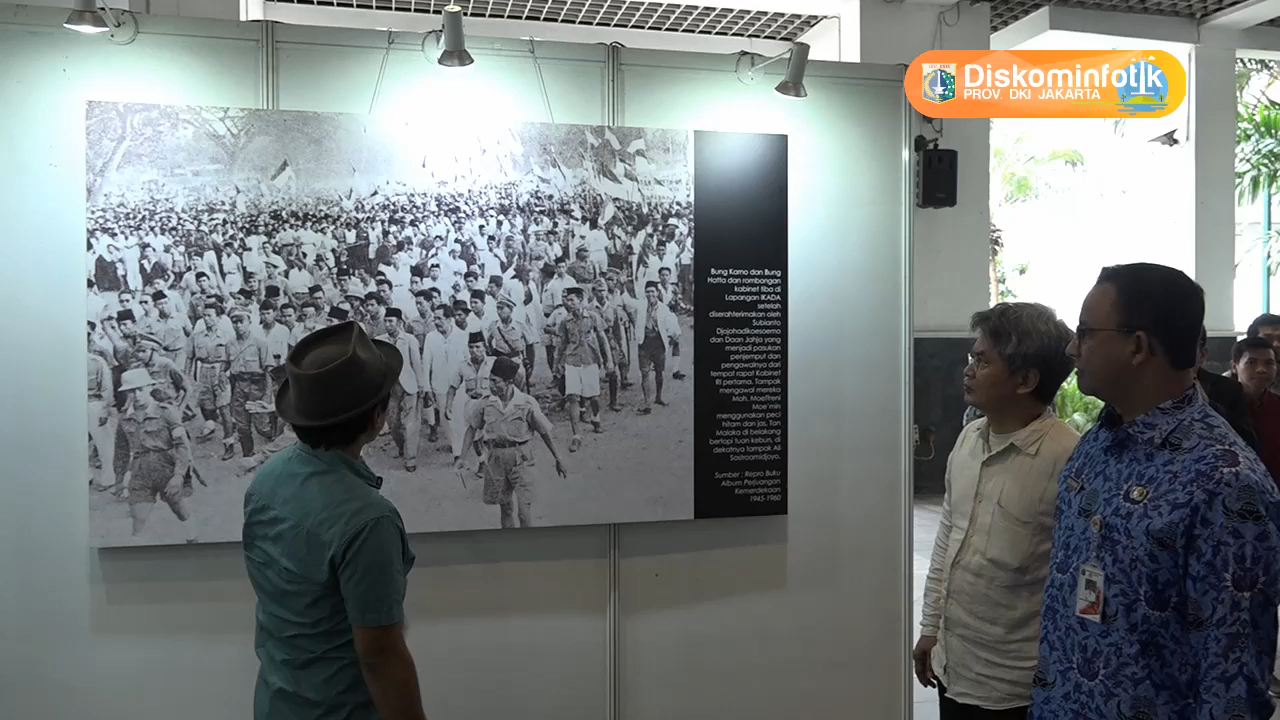 Diskominfotik
PROV. DKI JAKARTA
Bung Karno dan Bung
Hatta dan rombongan
kabinet tiba di
Lapangan IKADA
setelah
diserahterimakan oleh
Subianto
Djojohadikoesoemo
dan Daan Jahja yang
menjadi pasukan
penjemput dan
pengawalnya dari
tempat rapat Kabinet
RI pertama. Tampak
mengawal mereka
Moh. Moeffreni
Moe'min
menggunakan peci
hitam dan jas, Tan
Malaka di belakang
bertopi tuan kebun, di
dekatnya tampak Ali
Sastroamidjoyo.
Sumber : Repro Buku
Album Perjuangan
Kemerdekaan
1945-1960